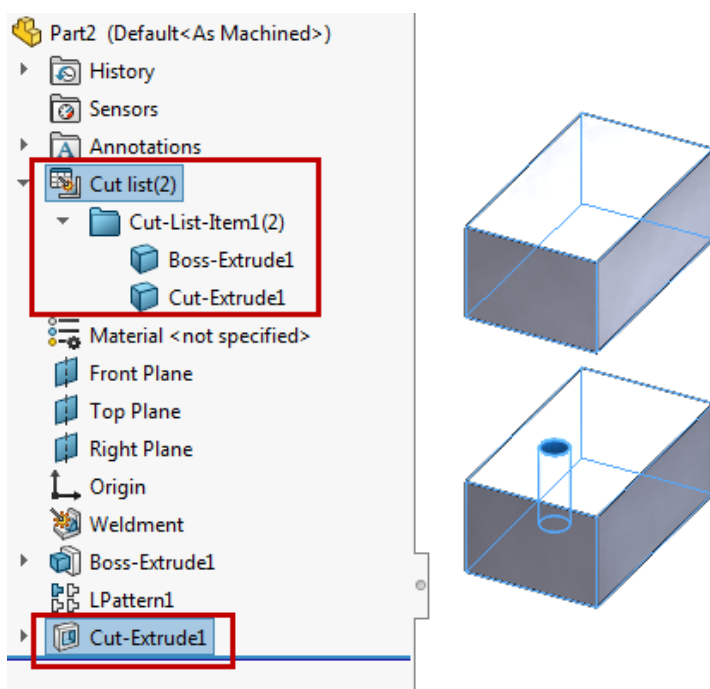 Part2 (Default<As Machined>)
History
Sensors
A Annotations
Cut list(2)
Cut-List-Item1(2)
Boss-Extrude1
Cut-Extrude1
Material <not specified>
Front Plane
Top Plane
Right Plane
Origin
Weldment
Boss-Extrude1
LPattern1
Cut-Extrude1